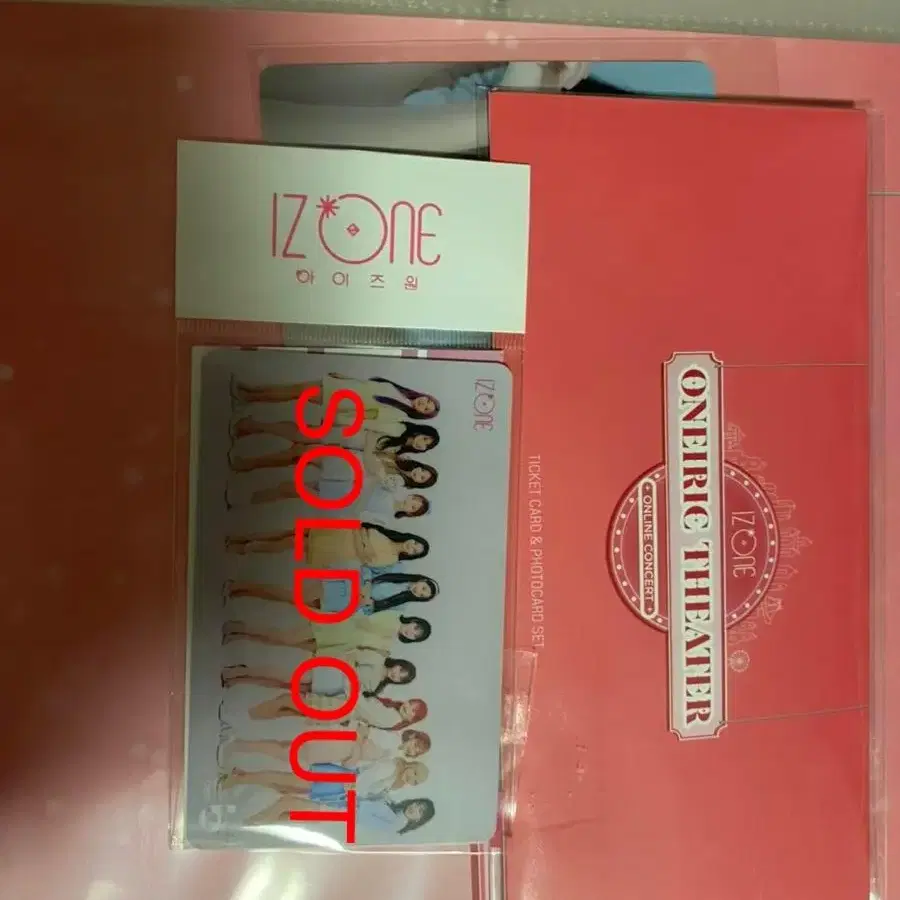 IZ*ONE
아이즈원
IZ*ONE
SOLD OUT
TICKET CARD & PHOTOCARD SET
IZ*ONE
ONEIRIC THEATER
ONLINE CONCERT